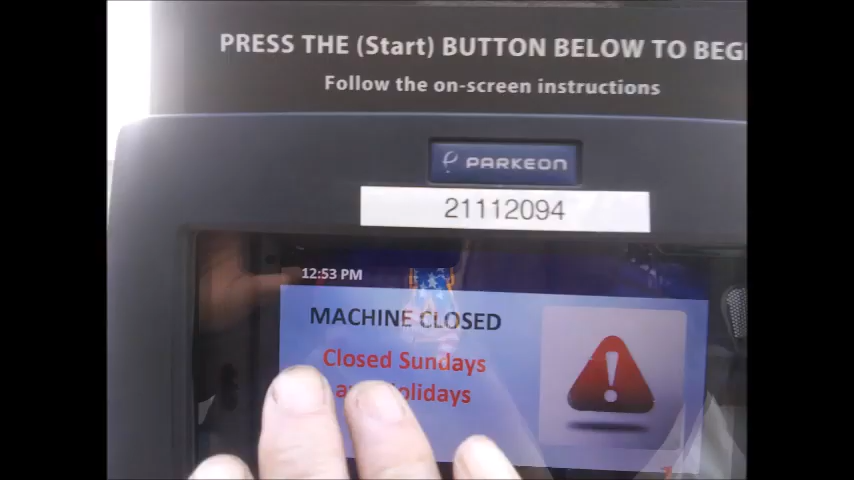 PRESS THE (Start) BUTTON BELOW TO BEG
Follow the on-screen instructions
PARKEON
21112094
12:53 PM
MACHINE CLOSED
Closed Sundays